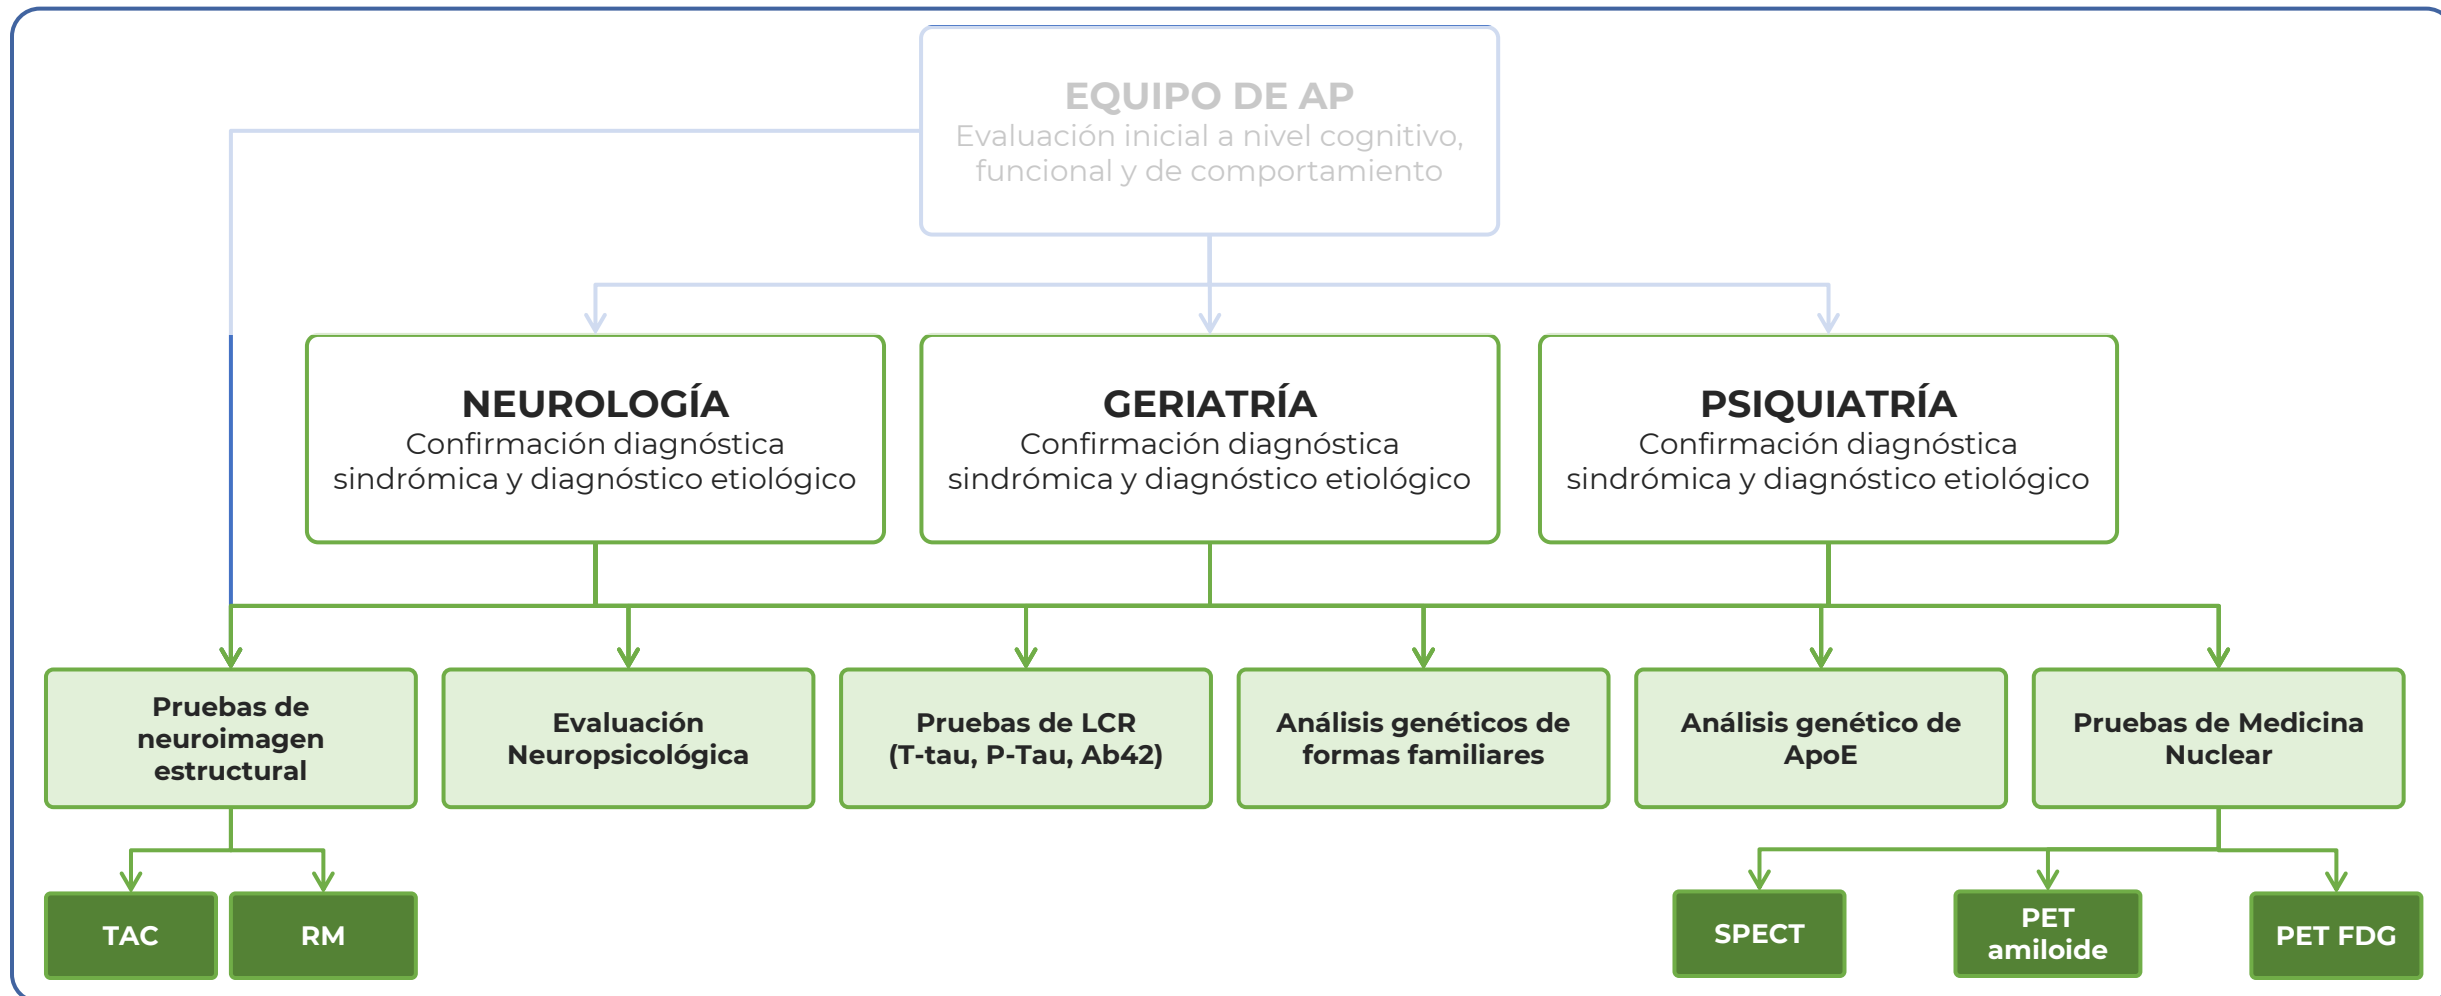 EQUIPO DE AP
Evaluación inicial a nivel cognitivo,
funcional y de comportamiento
NEUROLOGÍA
Confirmación diagnóstica
sindrómica y diagnóstico etiológico
GERIATRÍA
Confirmación diagnóstica
sindrómica y diagnóstico etiológico
PSIQUIATRÍA
Confirmación diagnóstica
sindrómica y diagnóstico etiológico
Pruebas de
neuroimagen
estructural
Evaluación
Neuropsicológica
Pruebas de LCR
(T-tau, P-Tau, Ab42)
Análisis genéticos de
formas familiares
Análisis genético de
ApoE
Pruebas de Medicina
Nuclear
TAC
RM
SPECT
PET
amiloide
PET FDG